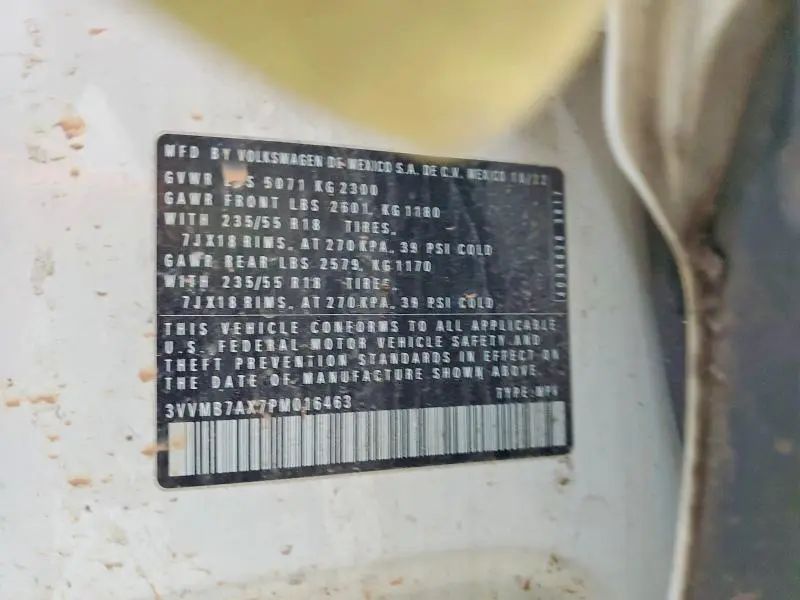 MFD BY VOLKSWAGEN DE MEXICO S.A. DE C.V. MEXICO 10/22
GVWR LBS 5071 KG 2300
GAWR FRONT LBS 2601, KG 1180
WITH 235/55 R18 TIRES,
7JX18 RIMS, AT 270 KPA, 39 PSI COLD
GAWR REAR LBS 2579, KG 1170
WITH 235/55 R18 TIRES,
7JX18 RIMS, AT 270 KPA, 39 PSI COLD
THIS VEHICLE CONFORMS TO ALL APPLICABLE
U.S. FEDERAL MOTOR VEHICLE SAFETY AND
THEFT PREVENTION STANDARDS IN EFFECT ON
THE DATE OF MANUFACTURE SHOWN ABOVE.
3VVMB7AX7PM016463 TYPE:MPV